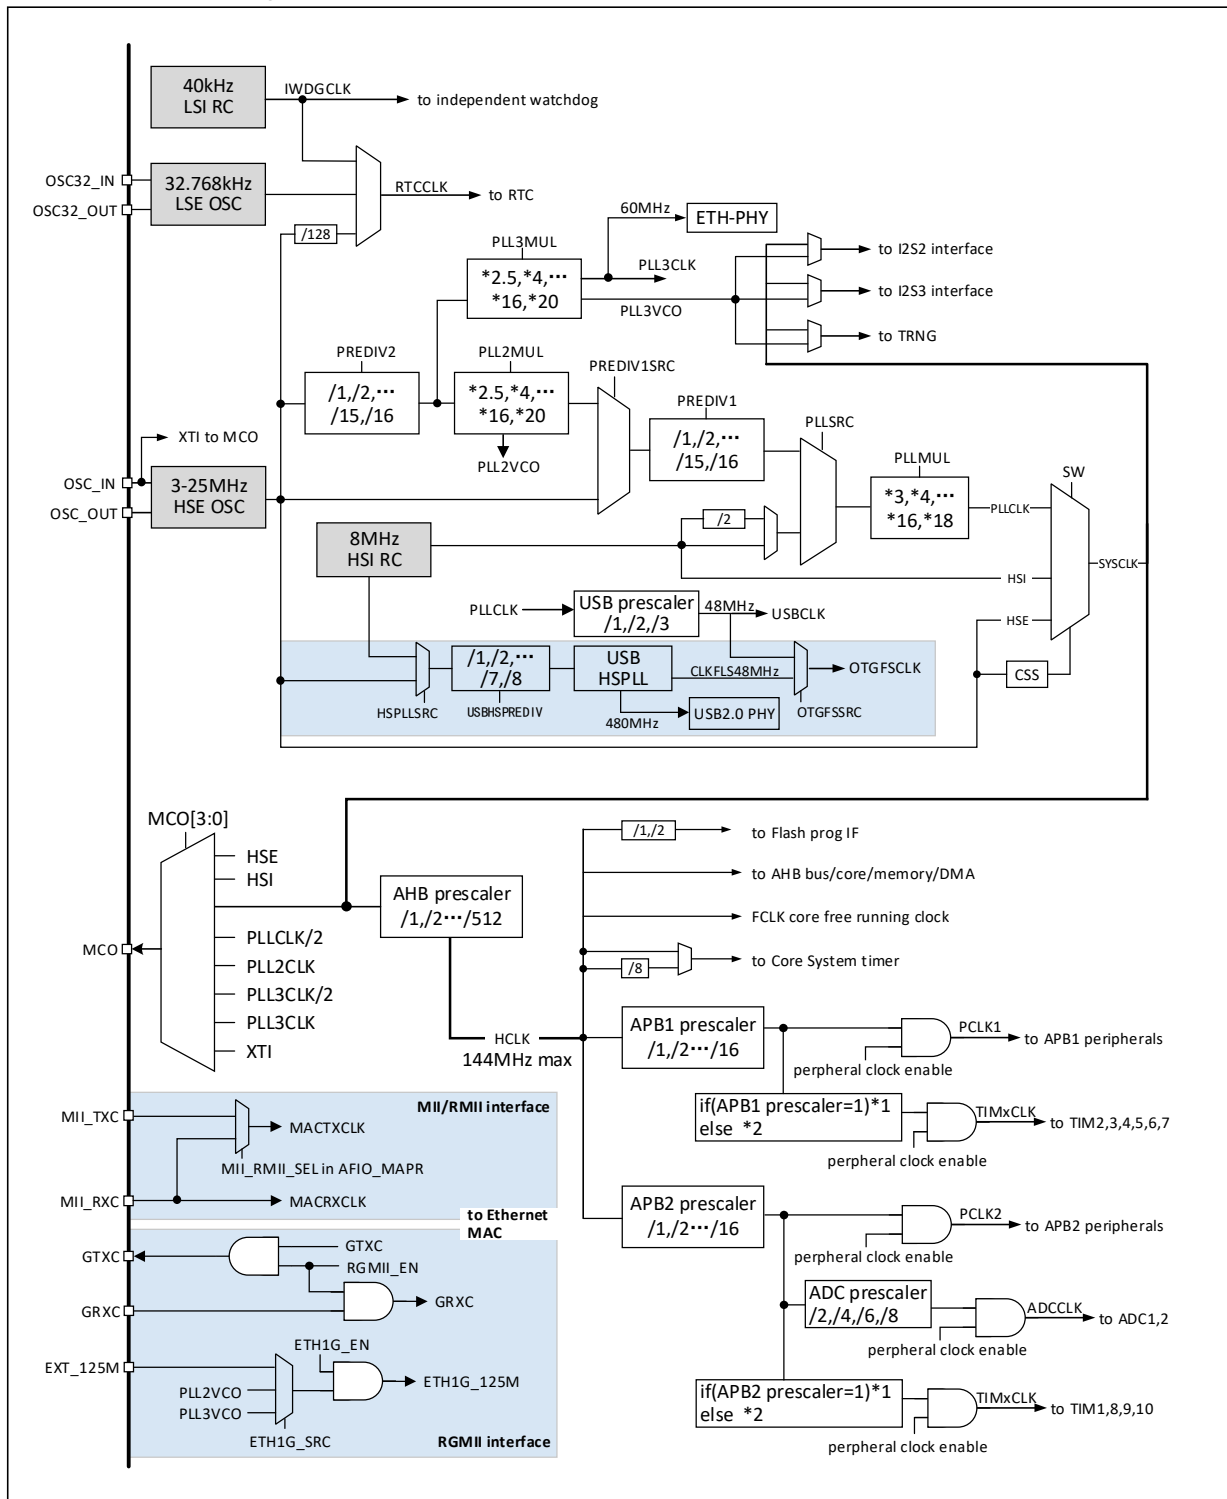 40kHz
LSI RC
IWDGCLK
to independent watchdog
OSC32_IN
OSC32_OUT
32.768kHz
LSE OSC
RTCCLK
to RTC
/128
60MHz
ETH-PHY
PLL3MUL
*2.5,*4,···
*16,*20
PLL3CLK
PLL3VCO
to I2S2 interface
to I2S3 interface
to TRNG
PREDIV2
/1,/2,···
/15,/16
PLL2MUL
*2.5,*4,···
*16,*20
PLL2VCO
PREDIV1SRC
PREDIV1
/1,/2,···
/15,/16
PLLSRC
PLLMUL
*3,*4,···
*16,*18
PLLCLK
SW
SYSCLK
XTI to MCO
OSC_IN
OSC_OUT
3-25MHz
HSE OSC
8MHz
HSI RC
/2
HSI
HSE
CSS
PLLCLK
USB prescaler
/1,/2,/3
48MHz
USBCLK
/1,/2,···
/7,/8
USB
HSPLL
CLKFLS48MHz
OTGFSCLK
HSPLLSRC
USBHSPREDIV
480MHz
USB2.0 PHY
OTGFSSRC
MCO[3:0]
HSE
HSI
PLLCLK/2
PLL2CLK
PLL3CLK/2
PLL3CLK
XTI
MCO
AHB prescaler
/1,/2···/512
HCLK
144MHz max
/1,/2
to Flash prog IF
to AHB bus/core/memory/DMA
FCLK core free running clock
/8
to Core System timer
APB1 prescaler
/1,/2···/16
PCLK1
to APB1 peripherals
perpheral clock enable
if(APB1 prescaler=1)*1
else *2
TIMxCLK
to TIM2,3,4,5,6,7
perpheral clock enable
APB2 prescaler
/1,/2···/16
PCLK2
to APB2 peripherals
perpheral clock enable
ADC prescaler
/2,/4,/6,/8
ADCCLK
to ADC1,2
perpheral clock enable
if(APB2 prescaler=1)*1
else *2
TIMxCLK
to TIM1,8,9,10
perpheral clock enable
MII/RMII interface
MII_TXC
MACTXCLK
MII_RMII_SEL in AFIO_MAPR
MII_RXC
MACRXCLK
to Ethernet
MAC
GTXC
GTXC
RGMII_EN
GRXC
GRXC
ETH1G_EN
EXT_125M
ETH1G_125M
PLL2VCO
PLL3VCO
ETH1G_SRC
RGMII interface